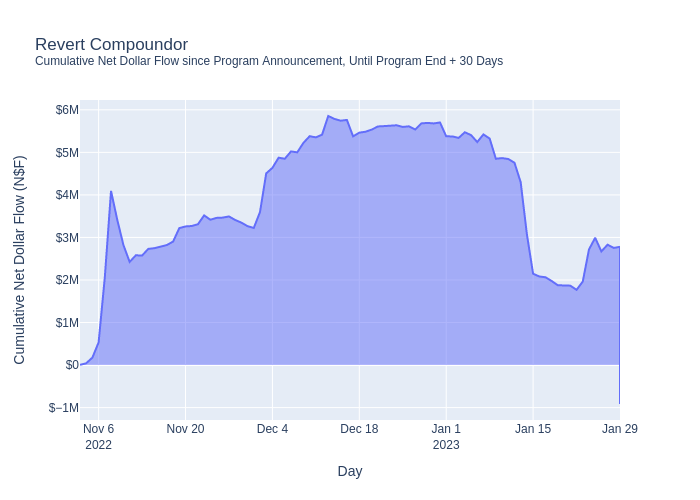 Revert Compoundor
Cumulative Net Dollar Flow since Program Announcement, Until Program End + 30 Days
Cumulative Net Dollar Flow (N$F)
$6M
$5M
$4M
$3M
$2M
$1M
$0
$−1M
Nov 6
2022
Nov 20
Dec 4
Dec 18
Jan 1
2023
Jan 15
Jan 29
Day